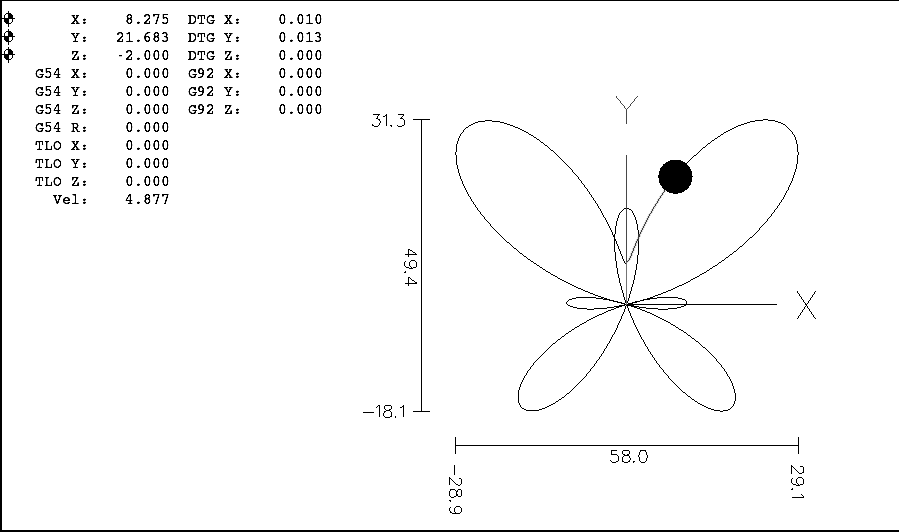 X: 8.275 DTG X: 0.010
Y: 21.683 DTG Y: 0.013
Z: -2.000 DTG Z: 0.000
G54 X: 0.000 G92 X: 0.000
G54 Y: 0.000 G92 Y: 0.000
G54 Z: 0.000 G92 Z: 0.000
G54 R: 0.000
TLO X: 0.000
TLO Y: 0.000
TLO Z: 0.000
Vel: 4.877
Y
31.3
49.4
X
-18.1
58.0
-28.9
29.1